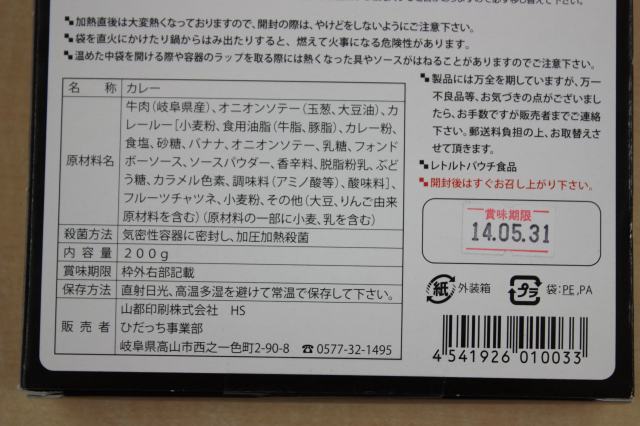 加熱直後は大変熱くなっておりますので、開封の際は、やけどをしないようにご注意下さい。
袋を直火にかけたり鍋からはみ出たりすると、燃えて火事になる危険性があります。
温めた中袋を開ける際や容器のラップを取る際には熱くなった具やソースがはねることがありますのでご注意下さい。
名 称 カレー
原材料名 牛肉(岐阜県産)、オニオンソテー(玉葱、大豆油)、カ
レールー[小麦粉、食用油脂(牛脂、豚脂)、カレー粉、
食塩、砂糖、バナナ、オニオンソテー、乳糖、フォンド
ボーソース、ソースパウダー、香辛料、脱脂粉乳、ぶど
う糖、カラメル色素、調味料(アミノ酸等)、酸味料]、
フルーツチャツネ、小麦粉、その他(大豆、りんご由来
原材料を含む)(原材料の一部に小麦、乳を含む)
殺菌方法 気密性容器に密封し、加圧加熱殺菌
内 容 量 200g
賞味期限 枠外右部記載
保存方法 直射日光、高温多湿を避けて常温で保存して下さい。
販 売 者 山都印刷株式会社 HS
ひだっち事業部
岐阜県高山市西之一色町2-90-8 ☎0577-32-1495
製品には万全を期していますが、万一
不良品等、お気づきの点がございまし
たら、お手数ですが販売者までご連絡
下さい。郵送料負担の上、お取替えさ
せて頂きます。
レトルトパウチ食品
開封後はすぐお召し上がり下さい。
賞味期限
14.05.31
紙 外装箱 プラ 袋:PE,PA
4 541926 010033